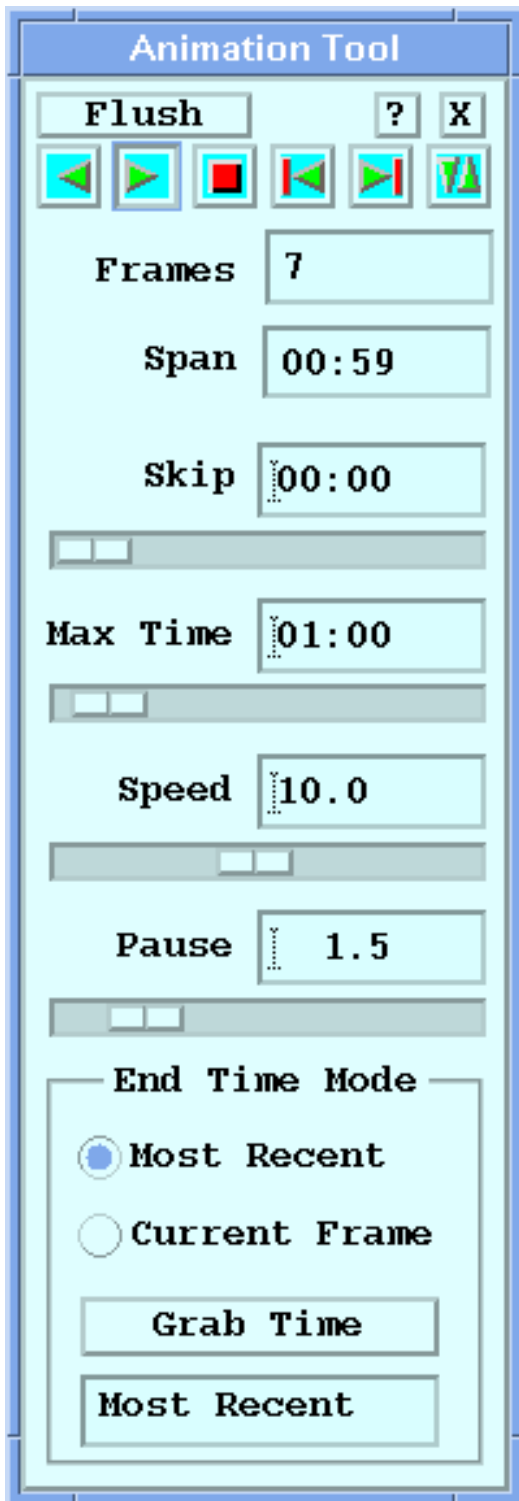 Animation Tool
Flush ? X
Frames 7
Span 00:59
Skip 00:00
Max Time 01:00
Speed 10.0
Pause 1.5
End Time Mode
Most Recent
Current Frame
Grab Time
Most Recent